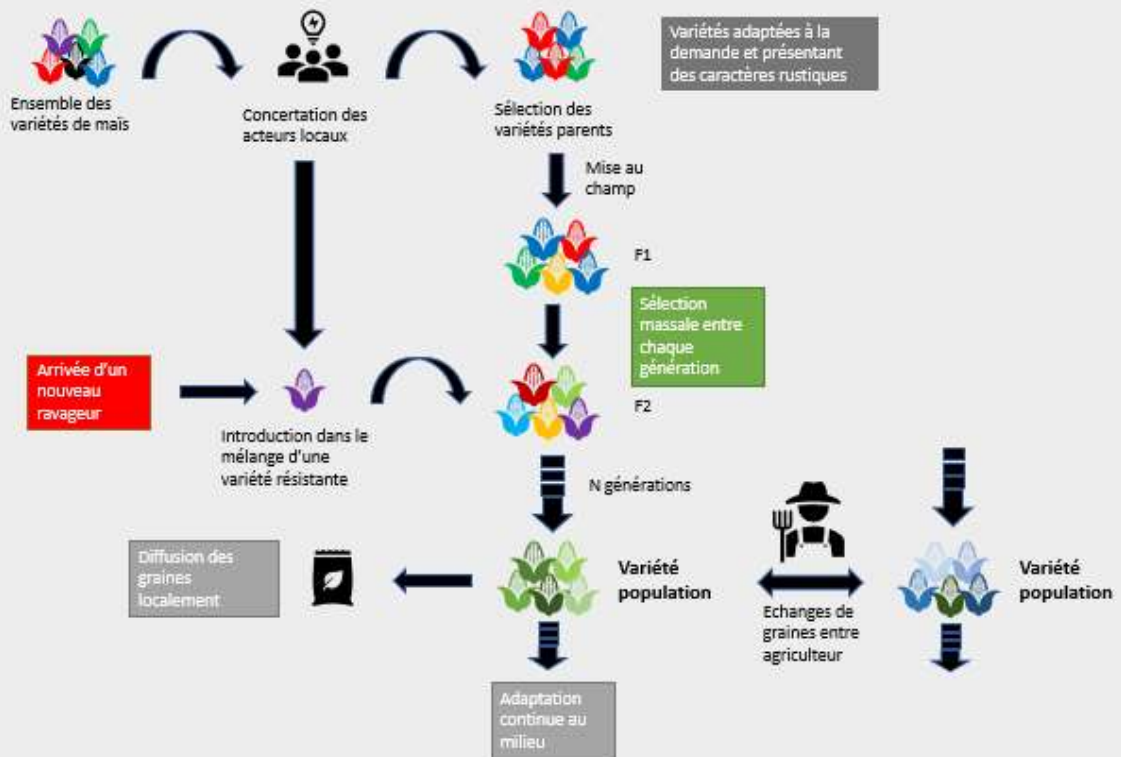 Ensemble des
variétés de maïs
Concertation des
acteurs locaux
Sélection des
variétés parents
Variétés adaptées à la
demande et présentant
des caractères rustiques
Mise au
champ
F1
Sélection
massale entre
chaque
génération
Arrivée d'un
nouveau
ravageur
Introduction dans le
mélange d'une
variété résistante
F2
N générations
Diffusion des
graines
localement
Variété
population
Echanges de
graines entre
agriculteur
Variété
population
Adaptation
continue au
milieu